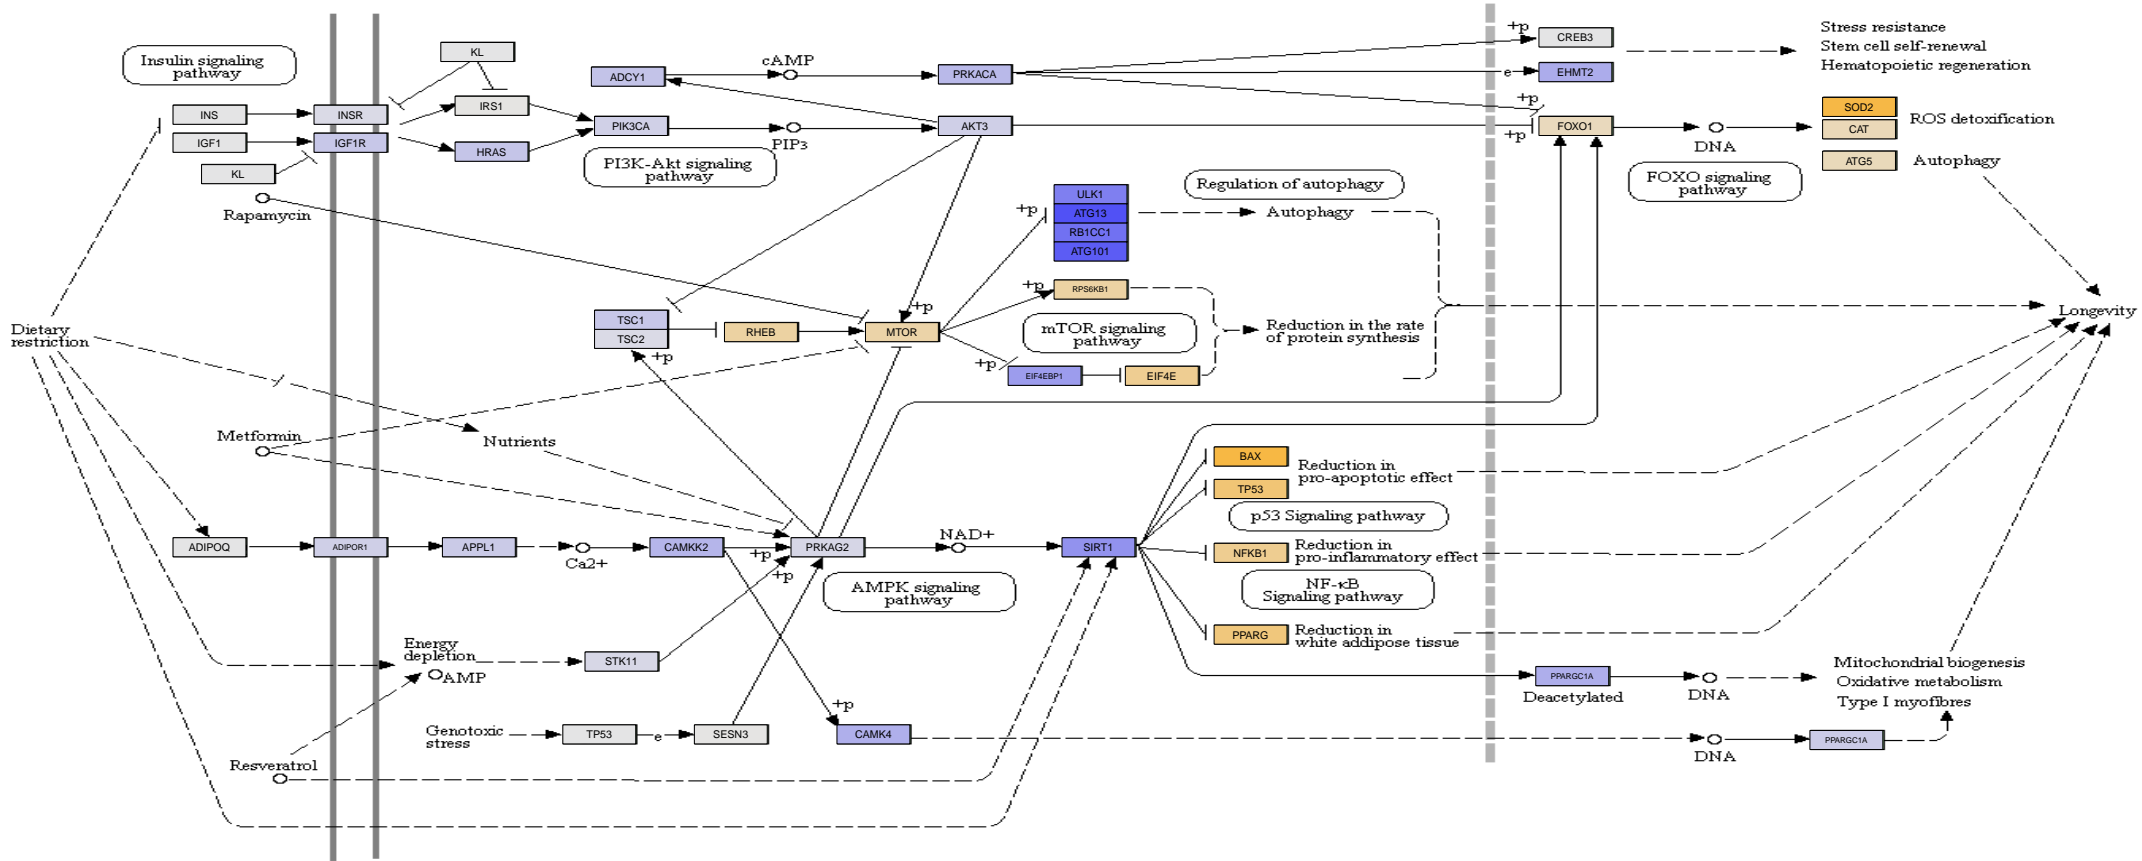 Insulin signaling
pathway
KL
ADCY1
cAMP
PRKACA
+p
CREB3
Stress resistance
Stem cell self-renewal
Hematopoietic regeneration
e
EHMT2
INS
INSR
IRS1
IGF1
IGF1R
HRAS
KL
PIK3CA
PIP3
AKT3
+p
+p
FOXO1
DNA
SOD2
CAT
ROS detoxification
ATG5
Autophagy
PI3K-Akt signaling
pathway
FOXO signaling
pathway
Rapamycin
ULK1
ATG13
RB1CC1
ATG101
+p
Regulation of autophagy
Autophagy
+p
RPS6KB1
+p
TSC1
TSC2
+p
RHEB
MTOR
mTOR signaling
pathway
Reduction in the rate
of protein synthesis
+p
EIF4EBP1
EIF4E
Longevity
Dietary
restriction
Metformin
Nutrients
BAX
Reduction in
pro-apoptotic effect
TP53
p53 Signaling pathway
ADIPOQ
ADIPOR1
APPL1
Ca2+
CAMKK2
+p
+p
PRKAG2
NAD+
SIRT1
NFKB1
Reduction in
pro-inflammatory effect
NF-κB
Signaling pathway
AMPK signaling
pathway
PPARG
Reduction in
white addipose tissue
Energy
depletion
AMP
STK11
PPARGC1A
Deacetylated
DNA
Mitochondrial biogenesis
Oxidative metabolism
Type I myofibres
Genotoxic
stress
TP53
e
SESN3
+p
CAMK4
DNA
PPARGC1A
Resveratrol